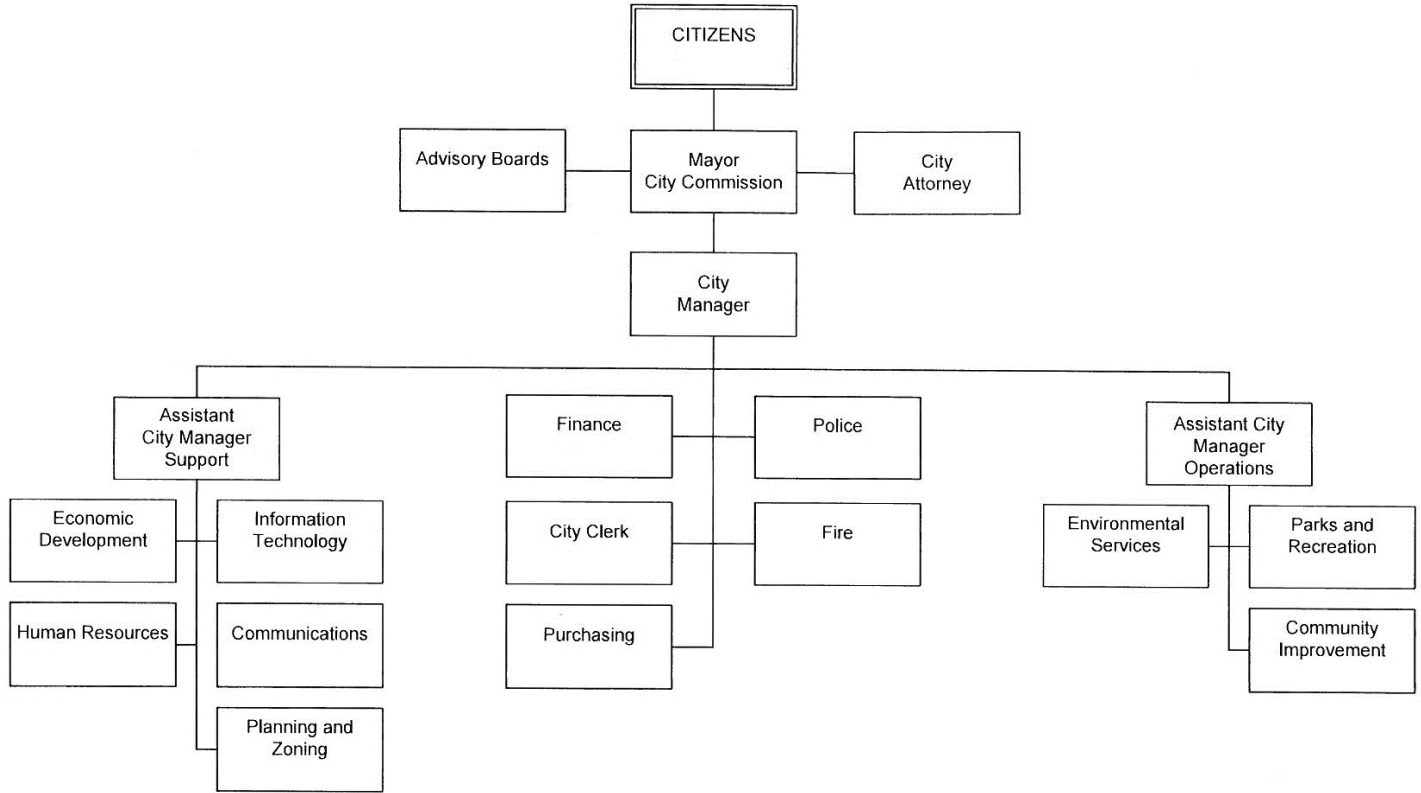 CITIZENS
Advisory Boards
Mayor
City Commission
City
Attorney
City
Manager
Assistant
City Manager
Support
Finance
Police
Assistant City
Manager
Operations
Economic
Development
Information
Technology
City Clerk
Fire
Environmental
Services
Parks and
Recreation
Human Resources
Communications
Purchasing
Community
Improvement
Planning and
Zoning